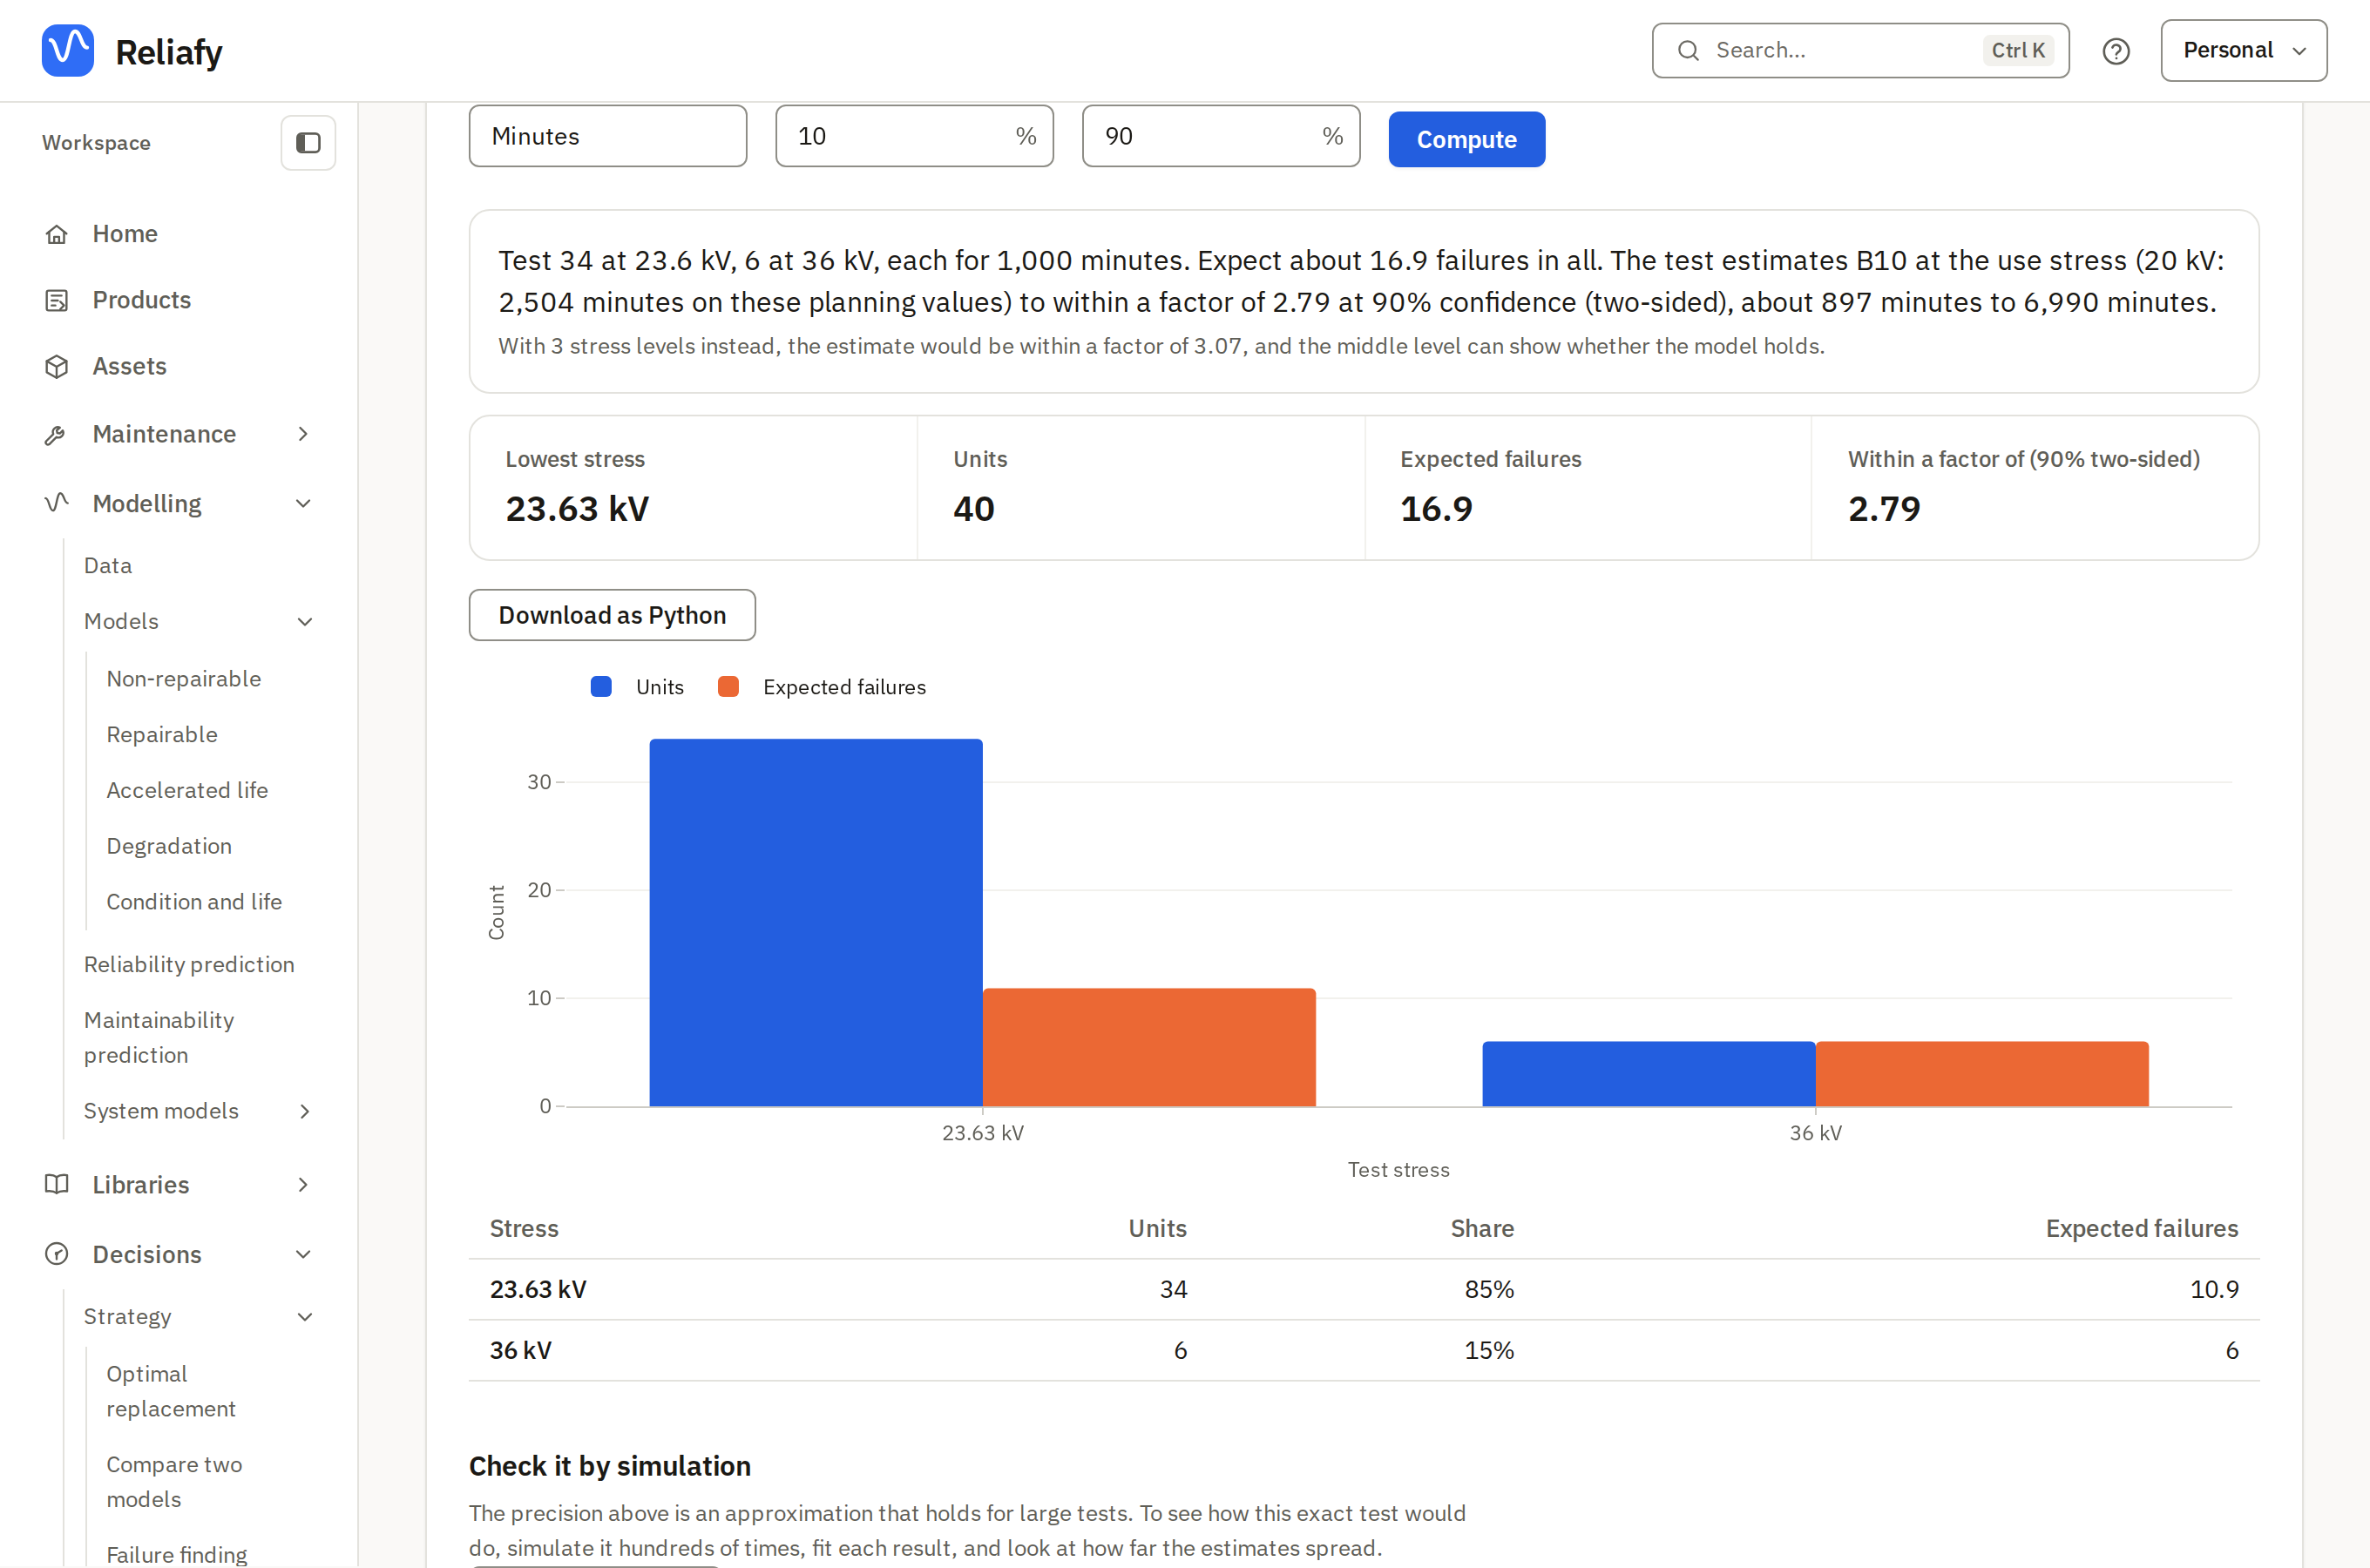 Reliafy
Search...
Ctrl K
Personal
Workspace
Home
Products
Assets
Maintenance
Modelling
Data
Models
Non-repairable
Repairable
Accelerated life
Degradation
Condition and life
Reliability prediction
Maintainability
prediction
System models
Libraries
Decisions
Strategy
Optimal
replacement
Compare two
models
Failure finding
Minutes
10 %
90 %
Compute
Test 34 at 23.6 kV, 6 at 36 kV, each for 1,000 minutes. Expect about 16.9 failures in all. The test estimates B10 at the use stress (20 kV:
2,504 minutes on these planning values) to within a factor of 2.79 at 90% confidence (two-sided), about 897 minutes to 6,990 minutes.
With 3 stress levels instead, the estimate would be within a factor of 3.07, and the middle level can show whether the model holds.
Lowest stress
23.63 kV
Units
40
Expected failures
16.9
Within a factor of (90% two-sided)
2.79
Download as Python
Units Expected failures
30
20
10
0
Count
23.63 kV 36 kV
Test stress
Stress Units Share Expected failures
23.63 kV 34 85% 10.9
36 kV 6 15% 6
Check it by simulation
The precision above is an approximation that holds for large tests. To see how this exact test would
do, simulate it hundreds of times, fit each result, and look at how far the estimates spread.